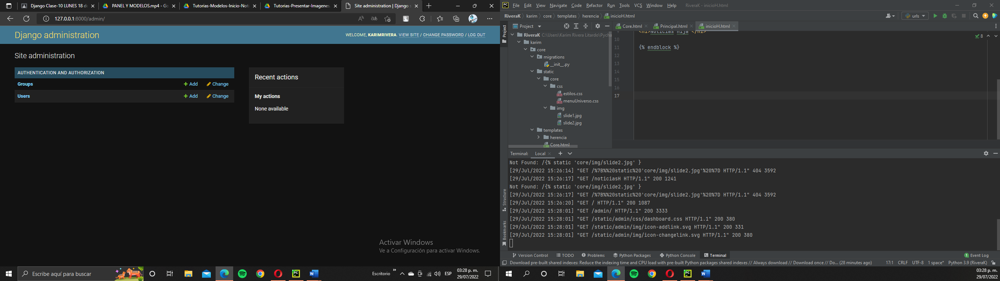 Django Clase-10 LUNES 18 de
PANEL Y MODELOS.mp4 - Go
Tutorias-Modelos-Inicio-Noti
Tutorias-Presentar-Imagenes
Site administration | Django s
127.0.0.1:8000/admin/
Django administration
WELCOME, KARIMRIVERA. VIEW SITE / CHANGE PASSWORD / LOG OUT
Site administration
AUTHENTICATION AND AUTHORIZATION
Groups
Add
Change
Users
Add
Change
Recent actions
My actions
None available
Activar Windows
Ve a Configuración para activar Windows.
Escribe aquí para buscar
Escritorio
ESP
03:28 p. m.
29/07/2022
PC
File Edit View Navigate Code Refactor Run Tools VCS Window Help RiveraK - inicioH.html
RiveraK karim core templates herencia inicioH.html
urls
Project
Core.html
Principal.html
inicioH.html
Project
RiveraK C:\Users\Karim Rivera Litardo\Pycha
karim
core
migrations
__init__.py
static
core
css
estilos.css
menuUniverso.css
img
slide1.jpg
slide2.jpg
templates
herencia
Core.html
9 <h1>Noticias Hija </h1>
10
11 {% endblock %}
12
13
14
15
16
17
8
Terminal: Local
Not Found: /{% static 'core/img/slide2.jpg' }
[29/Jul/2022 15:26:14] "GET /%7B%%20static%20'core/img/slide2.jpg'%20%7D HTTP/1.1" 404 3592
[29/Jul/2022 15:26:17] "GET /noticiasH HTTP/1.1" 200 1241
Not Found: /{% static 'core/img/slide2.jpg' }
[29/Jul/2022 15:26:17] "GET /%7B%%20static%20'core/img/slide2.jpg'%20%7D HTTP/1.1" 404 3592
[29/Jul/2022 15:26:20] "GET / HTTP/1.1" 200 1087
[29/Jul/2022 15:28:01] "GET /admin/ HTTP/1.1" 200 3333
[29/Jul/2022 15:28:01] "GET /static/admin/css/dashboard.css HTTP/1.1" 200 380
[29/Jul/2022 15:28:01] "GET /static/admin/img/icon-addlink.svg HTTP/1.1" 200 331
[29/Jul/2022 15:28:01] "GET /static/admin/img/icon-changelink.svg HTTP/1.1" 200 380
Structure
Bookmarks
Version Control TODO Problems Python Packages Python Console Terminal
1 Event Log
Download pre-built shared indexes: Reduce the indexing time and CPU load with pre-built Python packages shared indexes // Always download // Download once // Do... (28 minutes ago)
17:1 CRLF UTF-8 1 space* Python 3.9 (RiveraK)
03:28 p. m.
29/07/2022